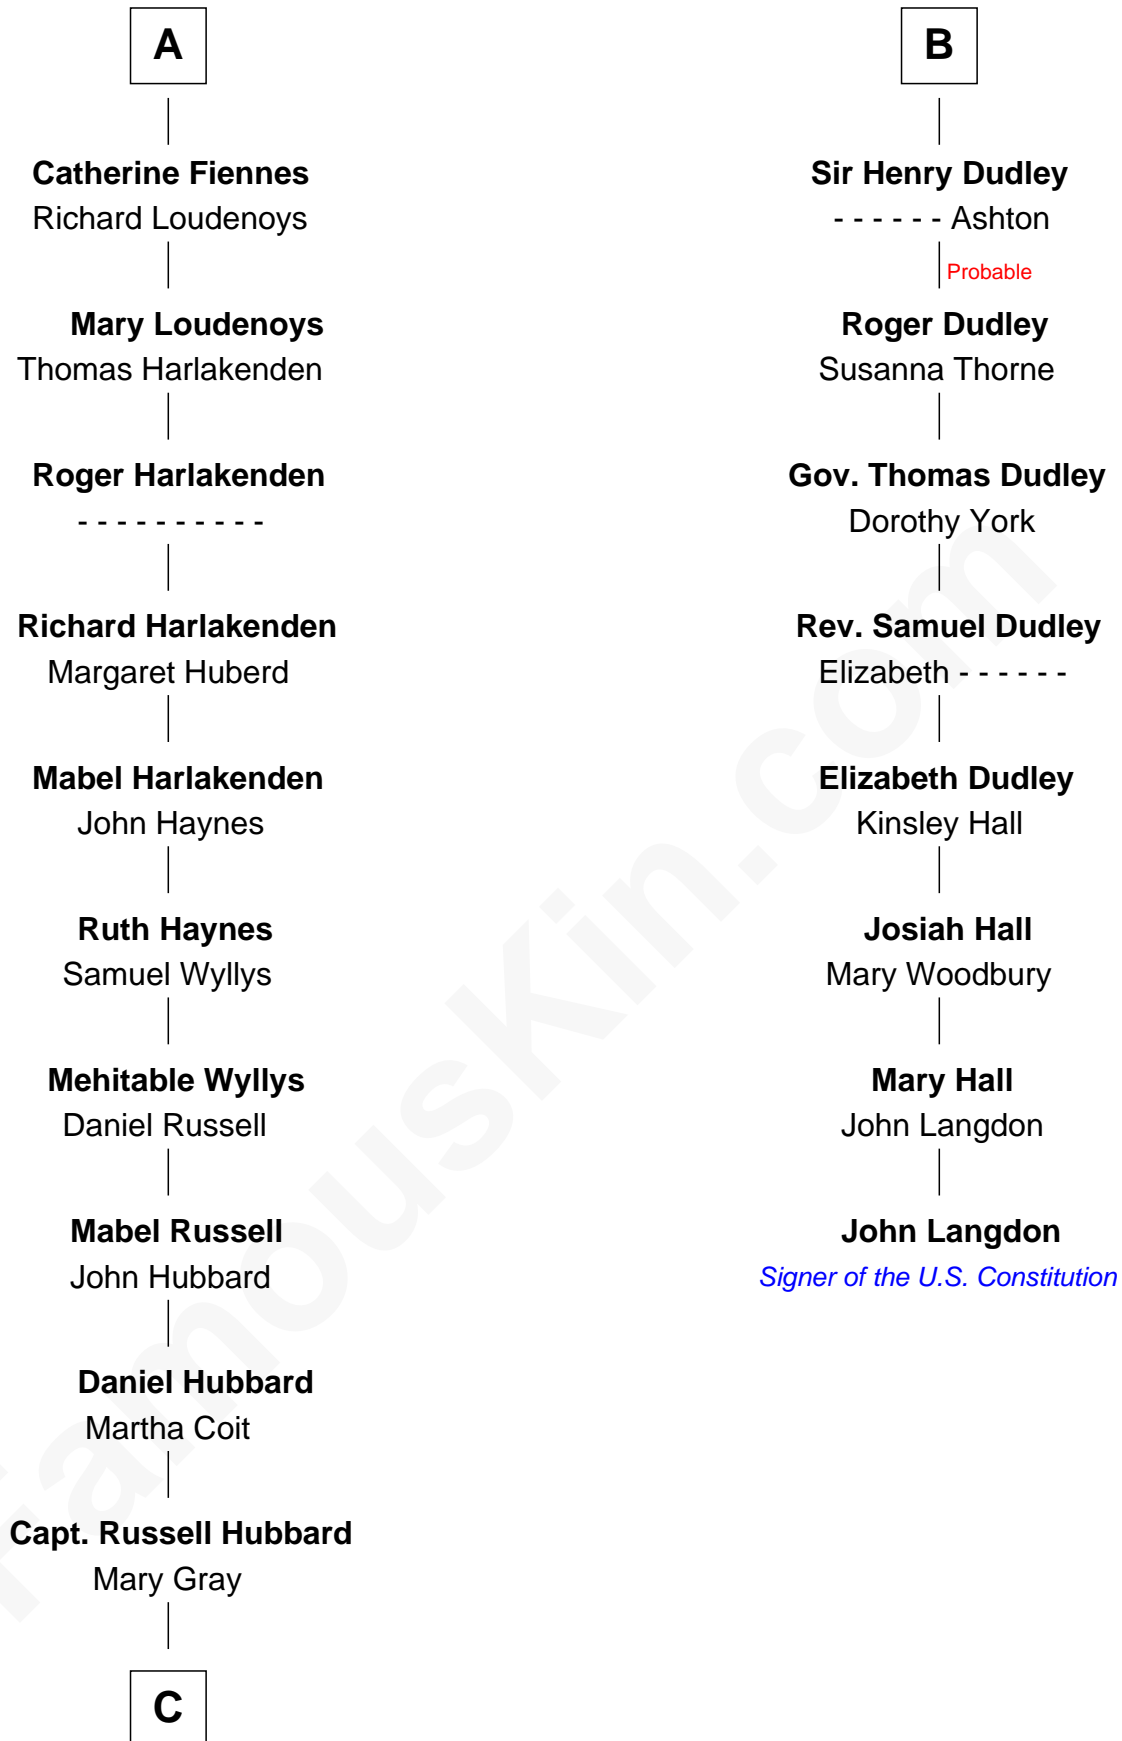 A
Catherine Fiennes
Richard Loudenoys
Mary Loudenoys
Thomas Harlakenden
Roger Harlakenden
- - - - - - - - - -
Richard Harlakenden
Margaret Huberd
Mabel Harlakenden
John Haynes
Ruth Haynes
Samuel Wyllys
Mehitable Wyllys
Daniel Russell
Mabel Russell
John Hubbard
Daniel Hubbard
Martha Coit
Capt. Russell Hubbard
Mary Gray
C
B
Sir Henry Dudley
- - - - - - Ashton
Probable
Roger Dudley
Susanna Thorne
Gov. Thomas Dudley
Dorothy York
Rev. Samuel Dudley
Elizabeth - - - - - -
Elizabeth Dudley
Kinsley Hall
Josiah Hall
Mary Woodbury
Mary Hall
John Langdon
John Langdon
Signer of the U.S. Constitution
FamousKin.com